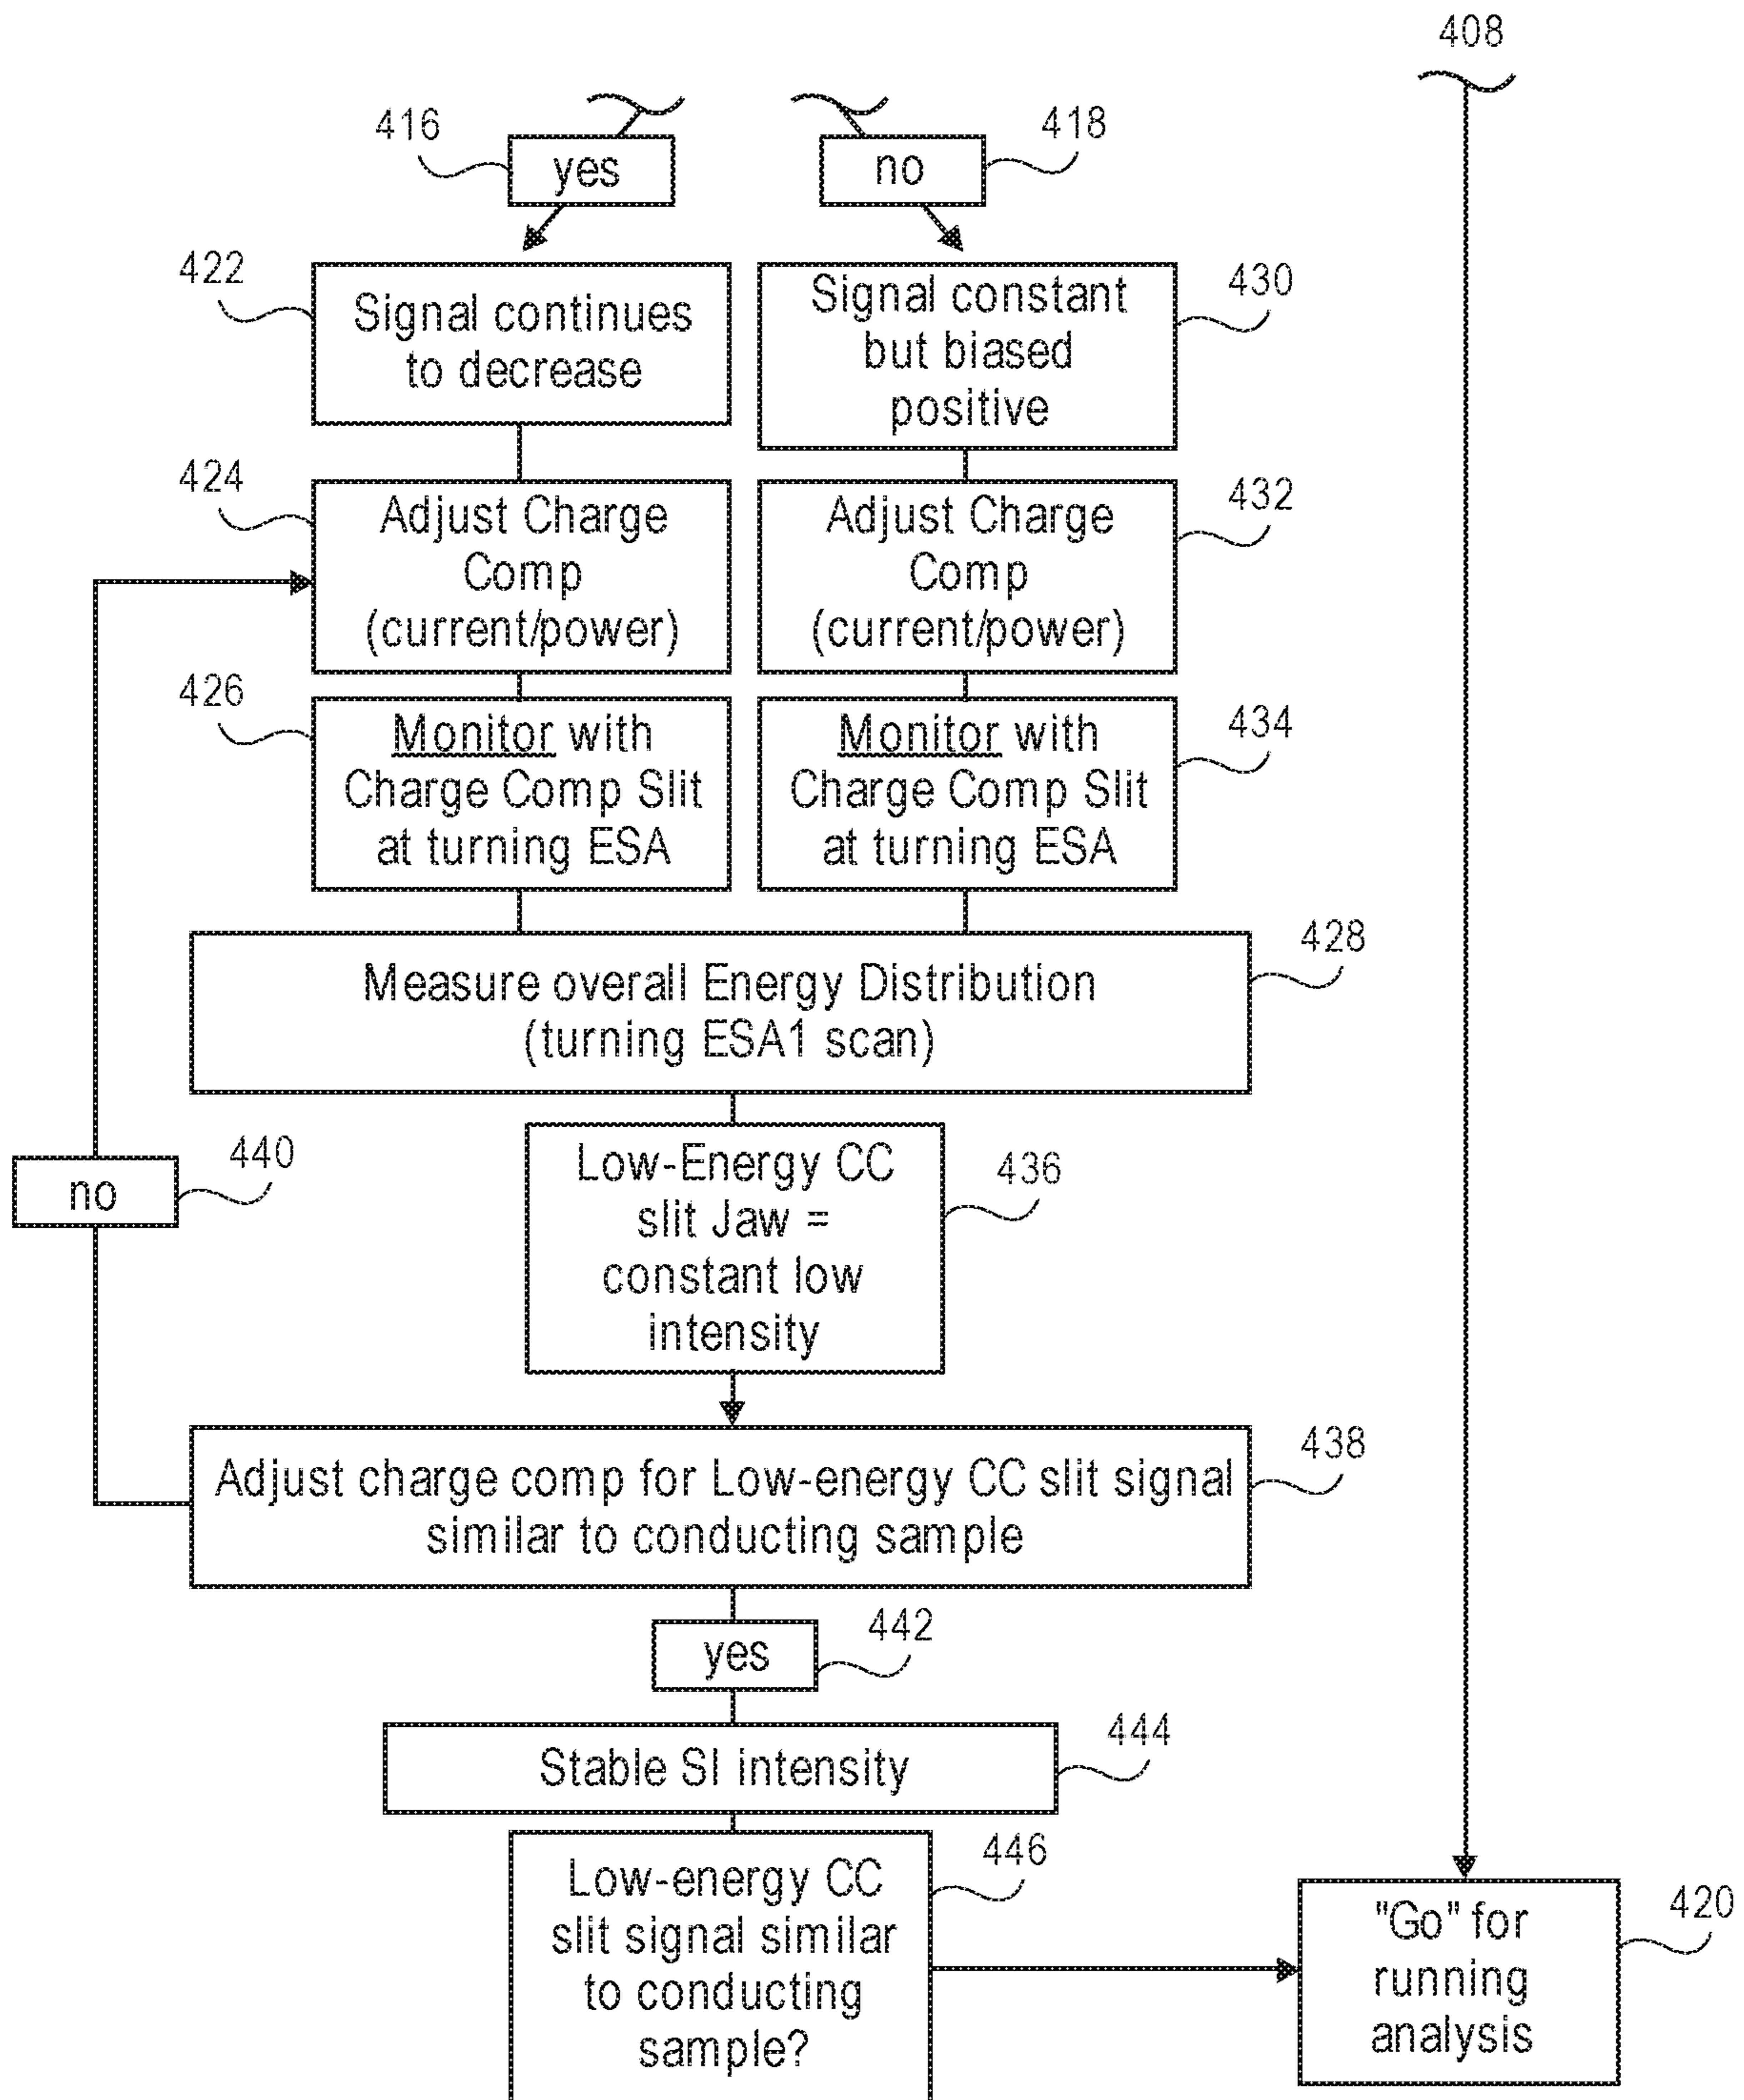 408
416
yes
no
418
422
Signal continues
to decrease
Signal constant
but biased
positive
430
424
Adjust Charge
Comp
(current/power)
Adjust Charge
Comp
(current/power)
432
426
Monitor with
Charge Comp Slit
at turning ESA
Monitor with
Charge Comp Slit
at turning ESA
434
Measure overall Energy Distribution
(turning ESA1 scan)
428
no
440
Low-Energy CC
slit Jaw =
constant low
intensity
436
Adjust charge comp for Low-energy CC slit signal
similar to conducting sample
438
yes
442
Stable SI intensity
444
Low-energy CC
slit signal similar
to conducting
sample?
446
"Go" for
running
analysis
420